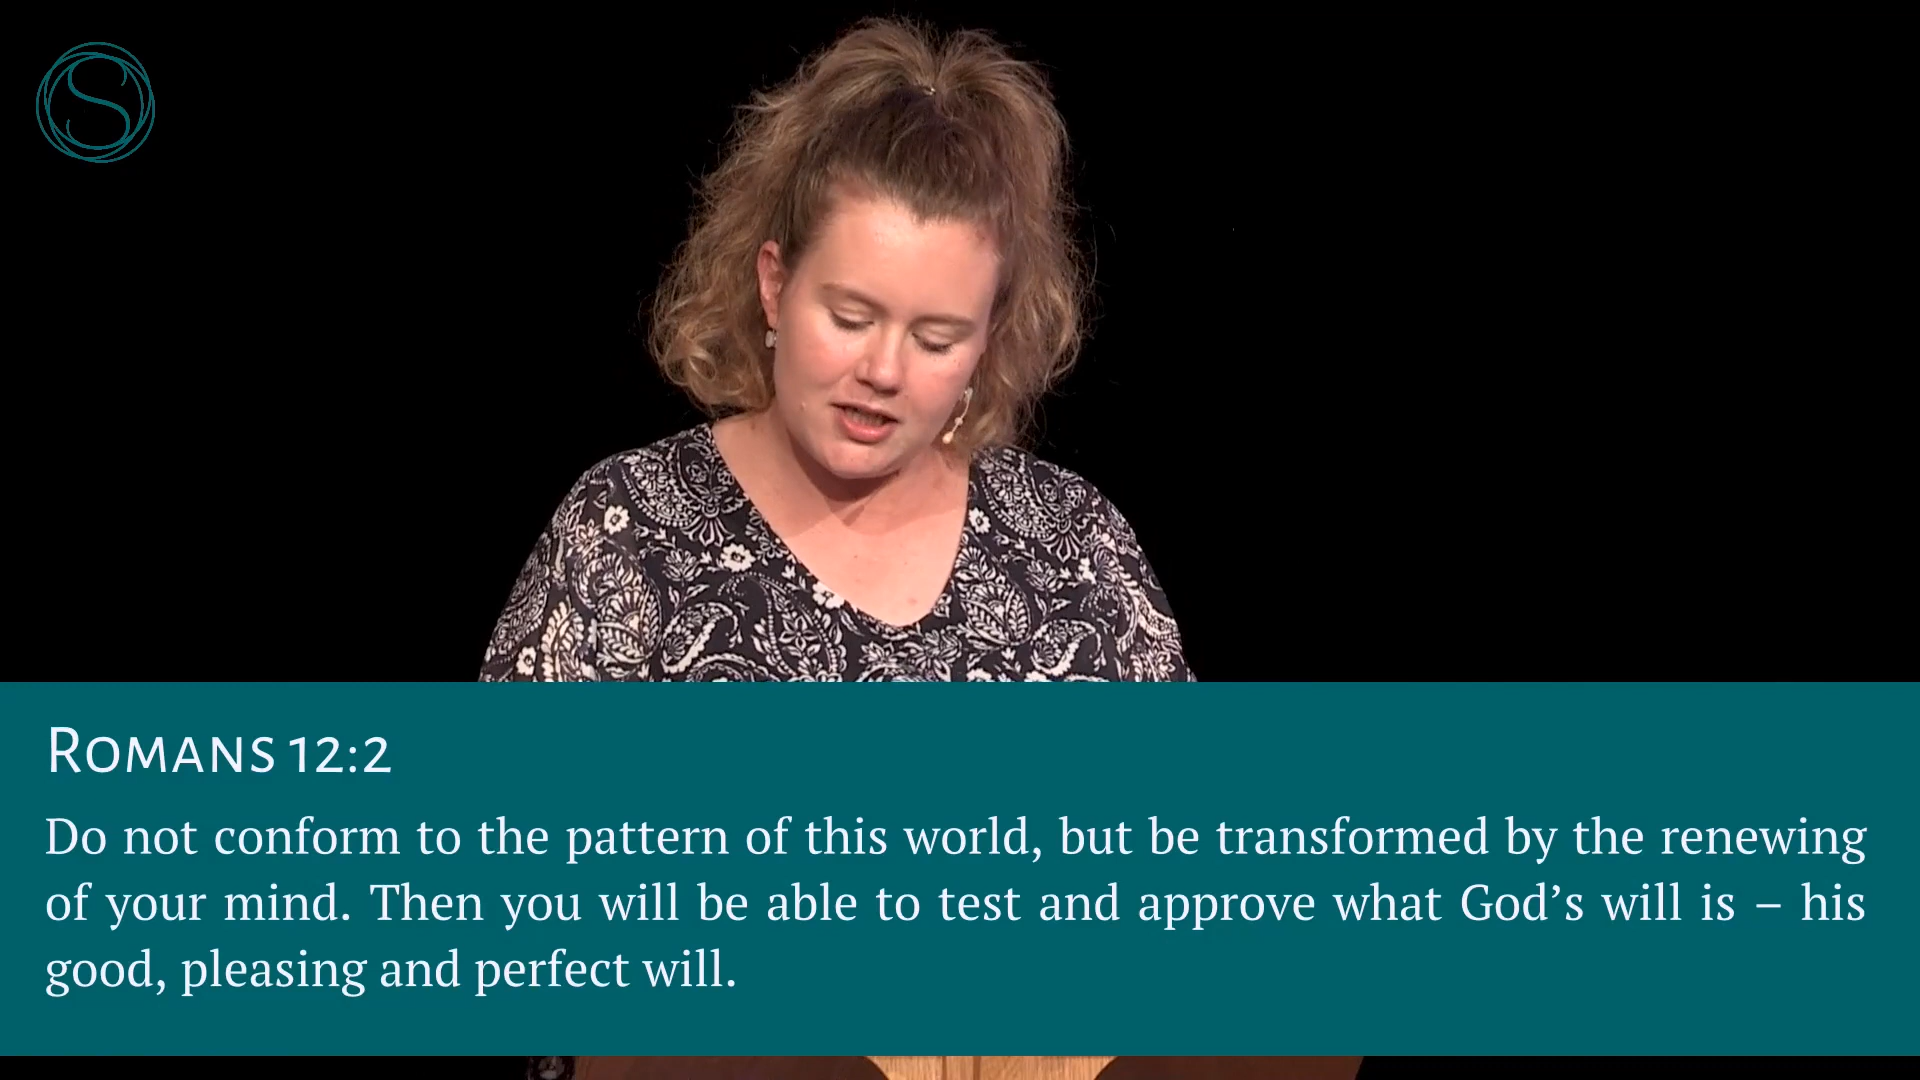 S
Romans 12:2
Do not conform to the pattern of this world, but be transformed by the renewing
of your mind. Then you will be able to test and approve what God’s will is – his
good, pleasing and perfect will.